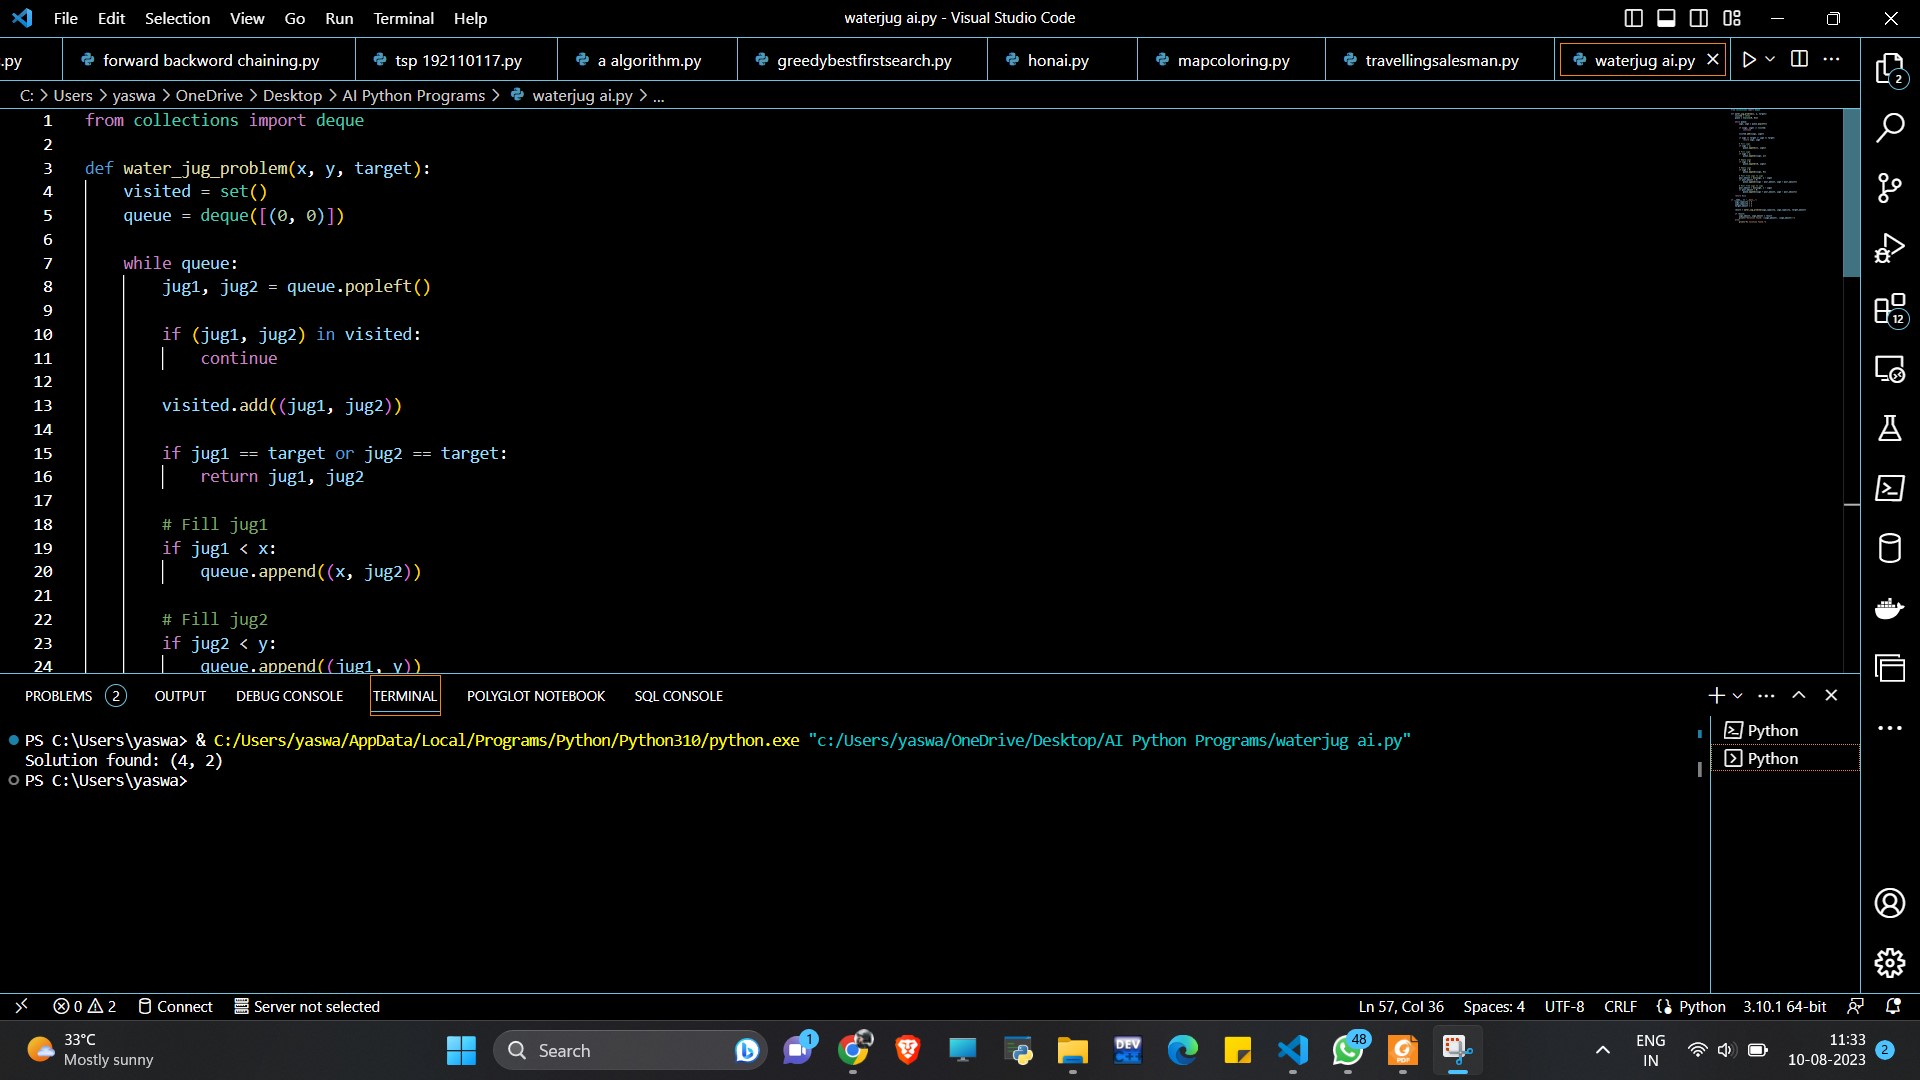 File Edit Selection View Go Run Terminal Help
waterjug ai.py - Visual Studio Code
.py
forward backword chaining.py
tsp 192110117.py
a algorithm.py
greedybestfirstsearch.py
honai.py
mapcoloring.py
travellingsalesman.py
waterjug ai.py
C: > Users > yaswa > OneDrive > Desktop > AI Python Programs > waterjug ai.py > ...
1 from collections import deque
2
3 def water_jug_problem(x, y, target):
4 visited = set()
5 queue = deque([(0, 0)])
6
7 while queue:
8 jug1, jug2 = queue.popleft()
9
10 if (jug1, jug2) in visited:
11 continue
12
13 visited.add((jug1, jug2))
14
15 if jug1 == target or jug2 == target:
16 return jug1, jug2
17
18 # Fill jug1
19 if jug1 < x:
20 queue.append((x, jug2))
21
22 # Fill jug2
23 if jug2 < y:
24 queue.append((jug1, y))
2
12
PROBLEMS 2 OUTPUT DEBUG CONSOLE TERMINAL POLYGLOT NOTEBOOK SQL CONSOLE
PS C:\Users\yaswa> & C:/Users/yaswa/AppData/Local/Programs/Python/Python310/python.exe "c:/Users/yaswa/OneDrive/Desktop/AI Python Programs/waterjug ai.py"
Solution found: (4, 2)
PS C:\Users\yaswa>
Python
Python
0 2 Connect Server not selected
Ln 57, Col 36 Spaces: 4 UTF-8 CRLF {} Python 3.10.1 64-bit
33°C
Mostly sunny
Search
1
DEV
48
PDF
ENG
IN
11:33
10-08-2023
2